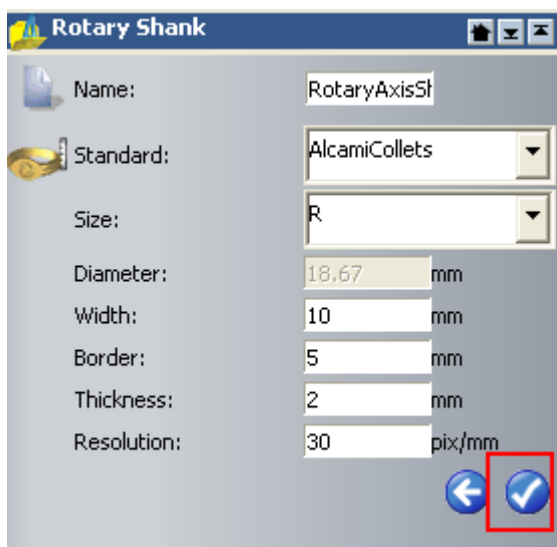 Rotary Shank
Name: RotaryAxisSh
Standard: AlcamiCollets
Size: R
Diameter: 18.67 mm
Width: 10 mm
Border: 5 mm
Thickness: 2 mm
Resolution: 30 pix/mm